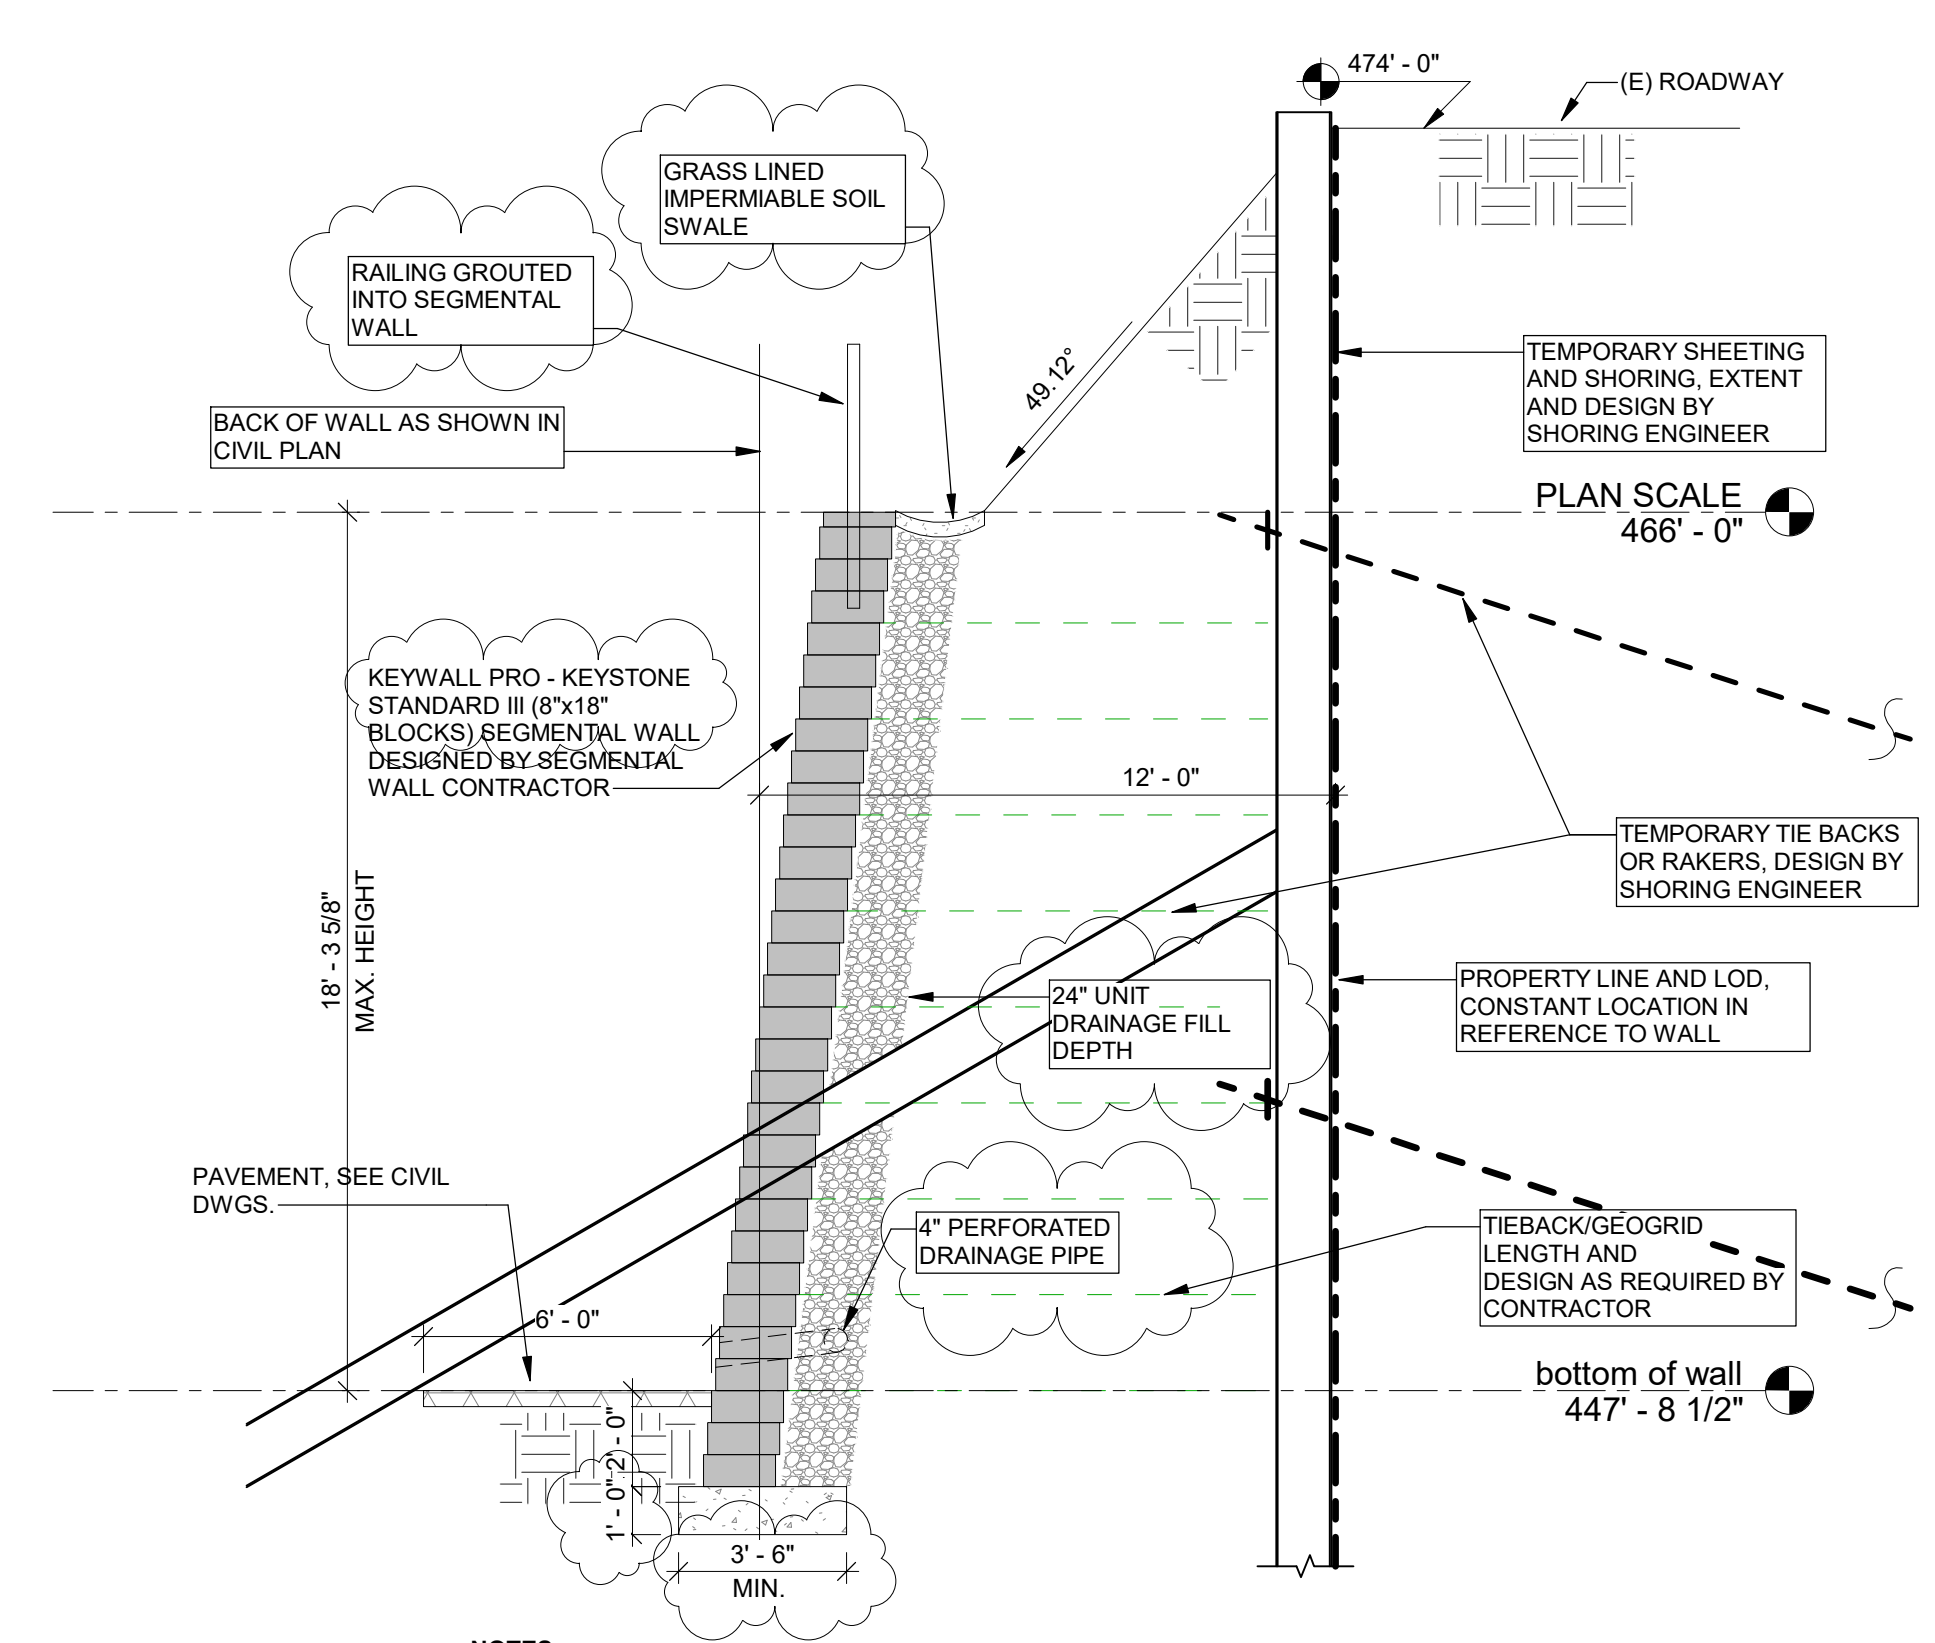 474' - 0"
(E) ROADWAY
GRASS LINED
IMPERMIABLE SOIL
SWALE
RAILING GROUTED
INTO SEGMENTAL
WALL
TEMPORARY SHEETING
AND SHORING, EXTENT
AND DESIGN BY
SHORING ENGINEER
49.12°
BACK OF WALL AS SHOWN IN
CIVIL PLAN
PLAN SCALE
466' - 0"
KEYWALL PRO - KEYSTONE
STANDARD III (8"x18"
BLOCKS) SEGMENTAL WALL
DESIGNED BY SEGMENTAL
WALL CONTRACTOR
12' - 0"
TEMPORARY TIE BACKS
OR RAKERS, DESIGN BY
SHORING ENGINEER
18' - 3 5/8"
MAX. HEIGHT
24" UNIT
DRAINAGE FILL
DEPTH
PROPERTY LINE AND LOD,
CONSTANT LOCATION IN
REFERENCE TO WALL
PAVEMENT, SEE CIVIL
DWGS.
4" PERFORATED
DRAINAGE PIPE
TIEBACK/GEOGRID
LENGTH AND
DESIGN AS REQUIRED BY
CONTRACTOR
6' - 0"
bottom of wall
447' - 8 1/2"
2' - 0"
1' - 0"
3' - 6"
MIN.